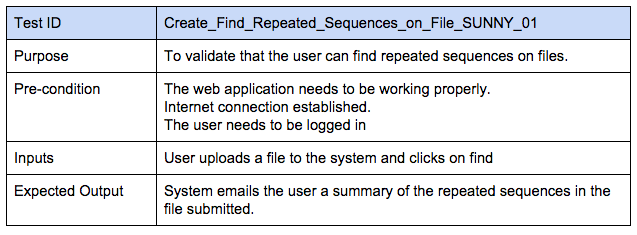 Test ID Create_Find_Repeated_Sequences_on_File_SUNNY_01
Purpose To validate that the user can find repeated sequences on files.
Pre-condition The web application needs to be working properly.
Internet connection established.
The user needs to be logged in
Inputs User uploads a file to the system and clicks on find
Expected Output System emails the user a summary of the repeated sequences in the
file submitted.